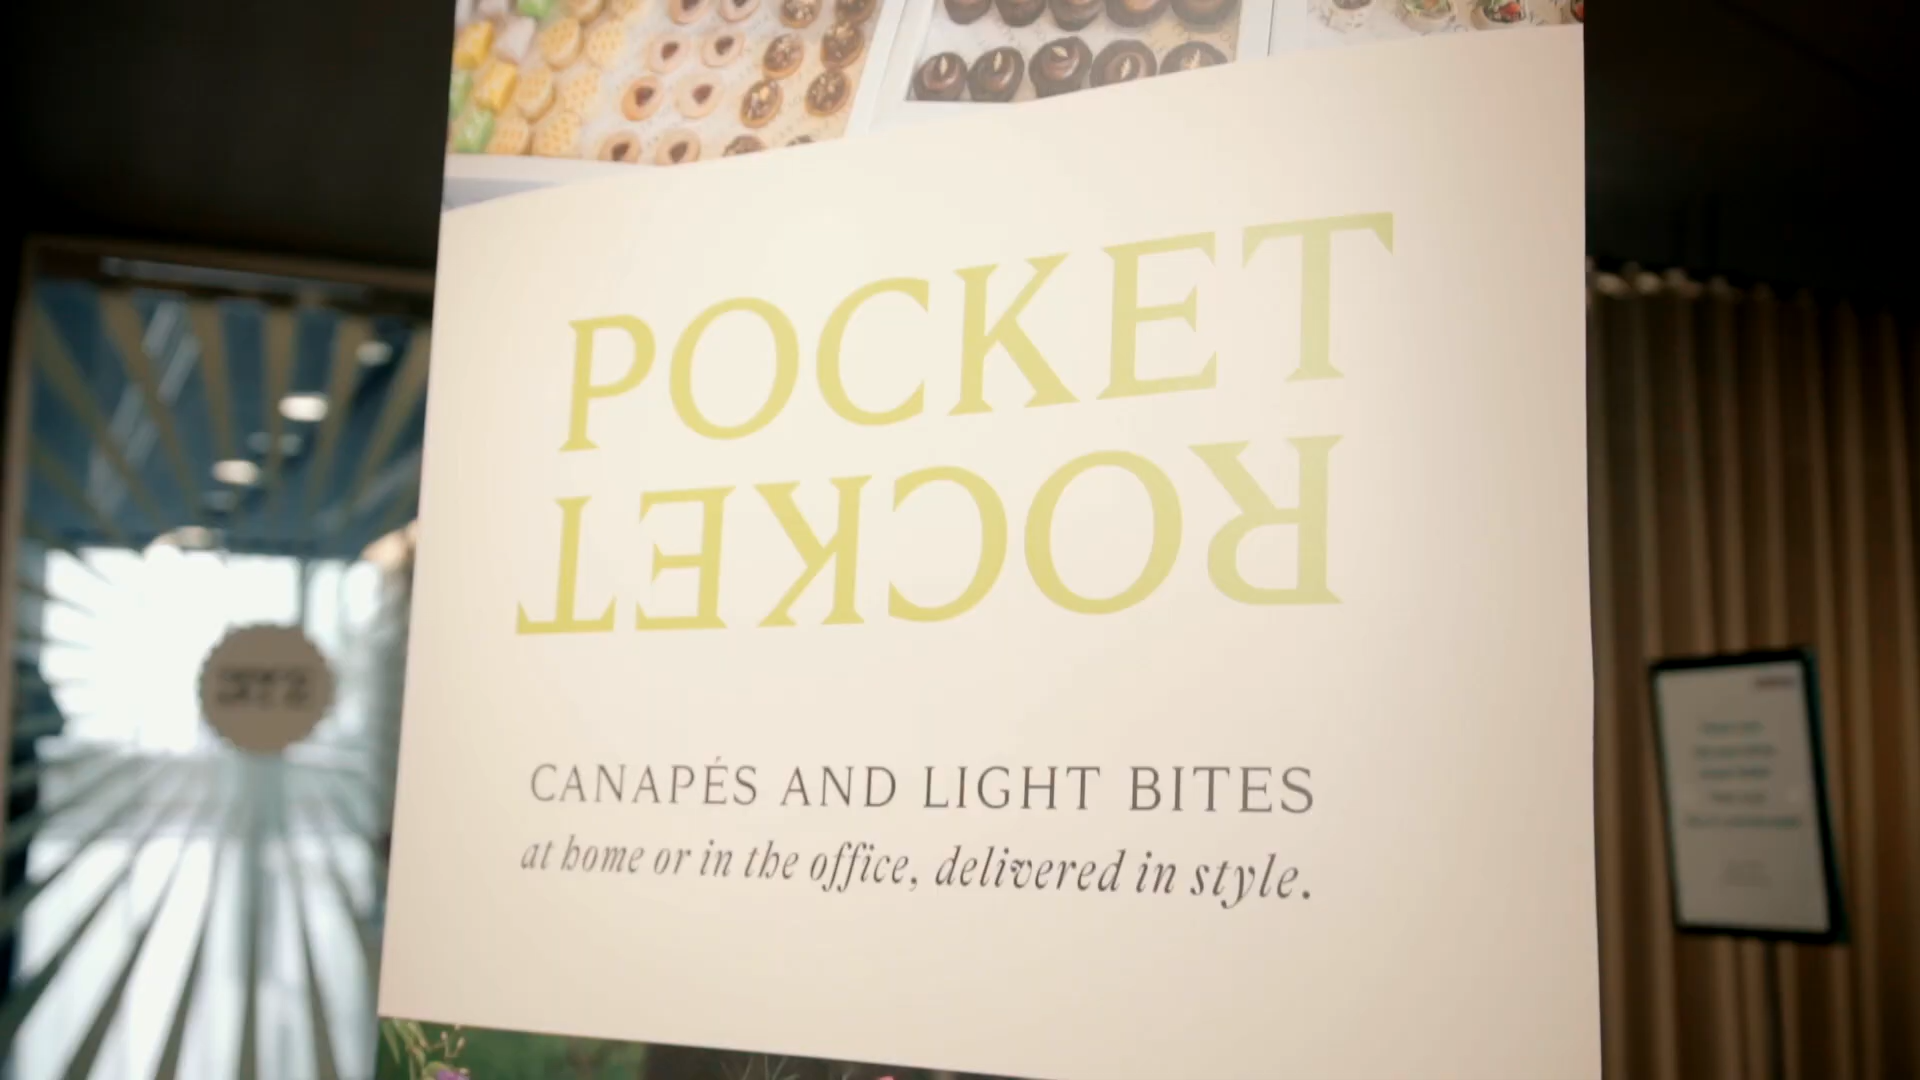 POCKET
ROCKET
CANAPÉS AND LIGHT BITES
at home or in the office, delivered in style.